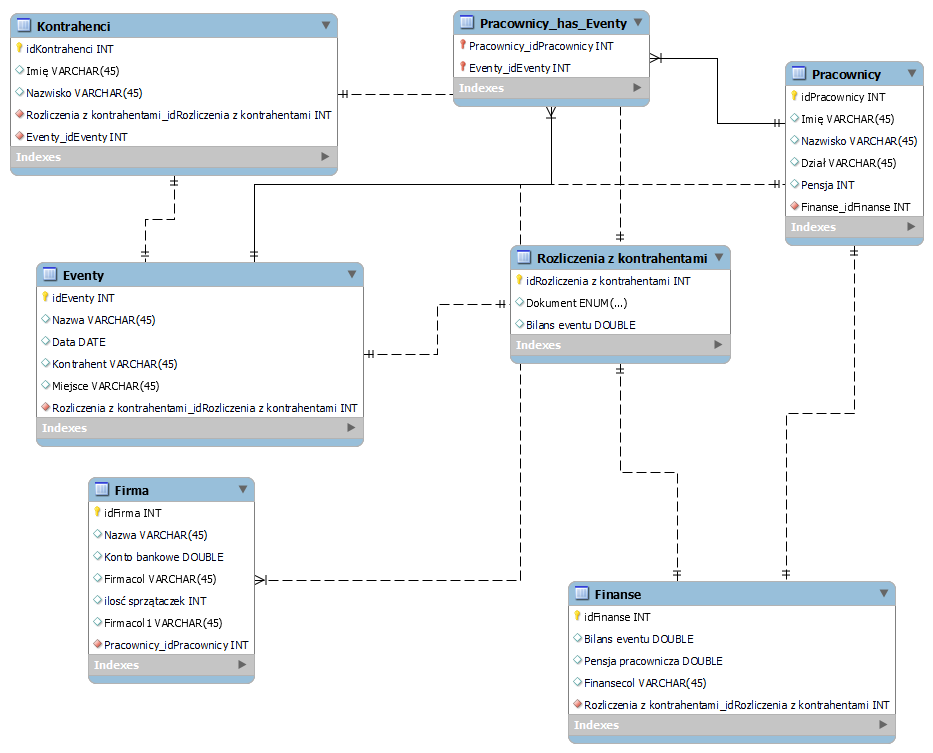 Kontrahenci
idKontrahenci INT
Imię VARCHAR(45)
Nazwisko VARCHAR(45)
Rozliczenia z kontrahentami_idRozliczenia z kontrahentami INT
Eventy_idEventy INT
Indexes
Pracownicy_has_Eventy
Pracownicy_idPracownicy INT
Eventy_idEventy INT
Indexes
Pracownicy
idPracownicy INT
Imię VARCHAR(45)
Nazwisko VARCHAR(45)
Dział VARCHAR(45)
Pensja INT
Finanse_idFinanse INT
Indexes
Eventy
idEventy INT
Nazwa VARCHAR(45)
Data DATE
Kontrahent VARCHAR(45)
Miejsce VARCHAR(45)
Rozliczenia z kontrahentami_idRozliczenia z kontrahentami INT
Indexes
Rozliczenia z kontrahentami
idRozliczenia z kontrahentami INT
Dokument ENUM(...)
Bilans eventu DOUBLE
Indexes
Firma
idFirma INT
Nazwa VARCHAR(45)
Konto bankowe DOUBLE
Firmacol VARCHAR(45)
ilosć sprzątaczek INT
Firmacol1 VARCHAR(45)
Pracownicy_idPracownicy INT
Indexes
Finanse
idFinanse INT
Bilans eventu DOUBLE
Pensja pracownicza DOUBLE
Finansecol VARCHAR(45)
Rozliczenia z kontrahentami_idRozliczenia z kontrahentami INT
Indexes